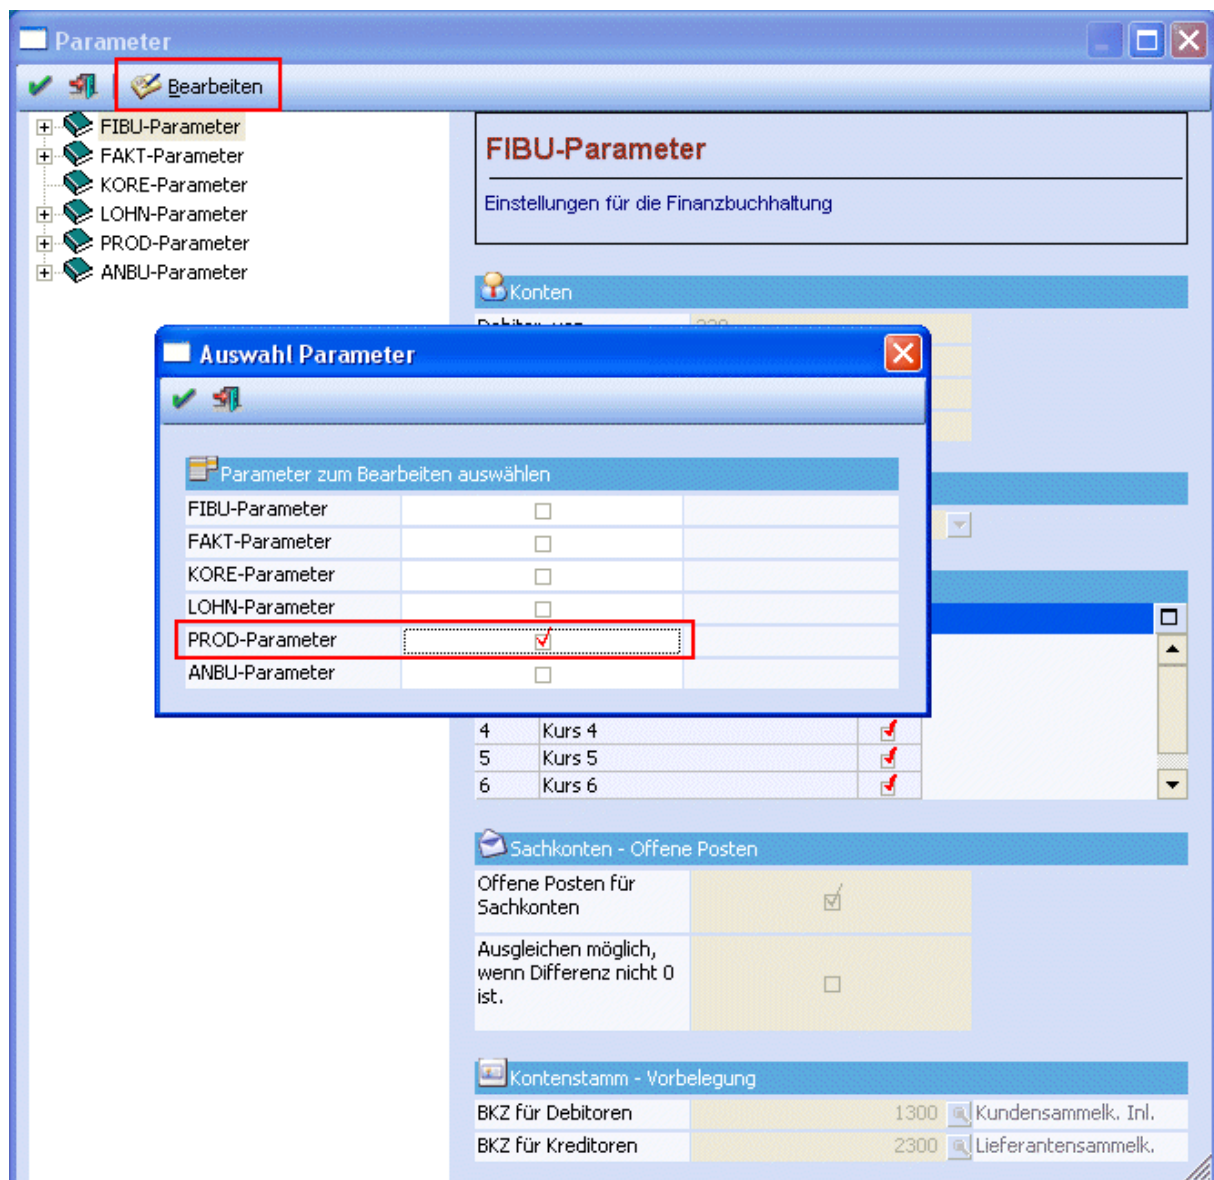 Parameter
Bearbeiten
FIBU-Parameter
FAKT-Parameter
KORE-Parameter
LOHN-Parameter
PROD-Parameter
ANBU-Parameter
FIBU-Parameter
Einstellungen für die Finanzbuchhaltung
Konten
Auswahl Parameter
Parameter zum Bearbeiten auswählen
FIBU-Parameter
FAKT-Parameter
KORE-Parameter
LOHN-Parameter
PROD-Parameter
ANBU-Parameter
4 Kurs 4
5 Kurs 5
6 Kurs 6
Sachkonten - Offene Posten
Offene Posten für
Sachkonten
Ausgleichen möglich,
wenn Differenz nicht 0
ist.
Kontenstamm - Vorbelegung
BKZ für Debitoren 1300 Kundensammelk. Inl.
BKZ für Kreditoren 2300 Lieferantensammelk.